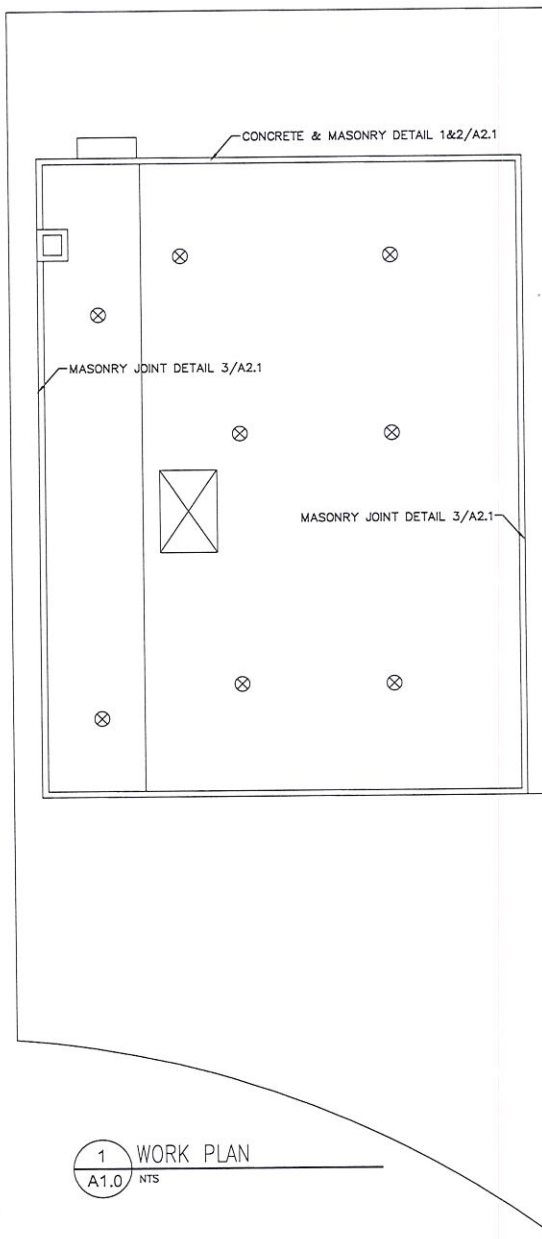 CONCRETE & MASONRY DETAIL 1&2/A2.1
MASONRY JOINT DETAIL 3/A2.1
MASONRY JOINT DETAIL 3/A2.1
1 WORK PLAN
A1.0 NTS